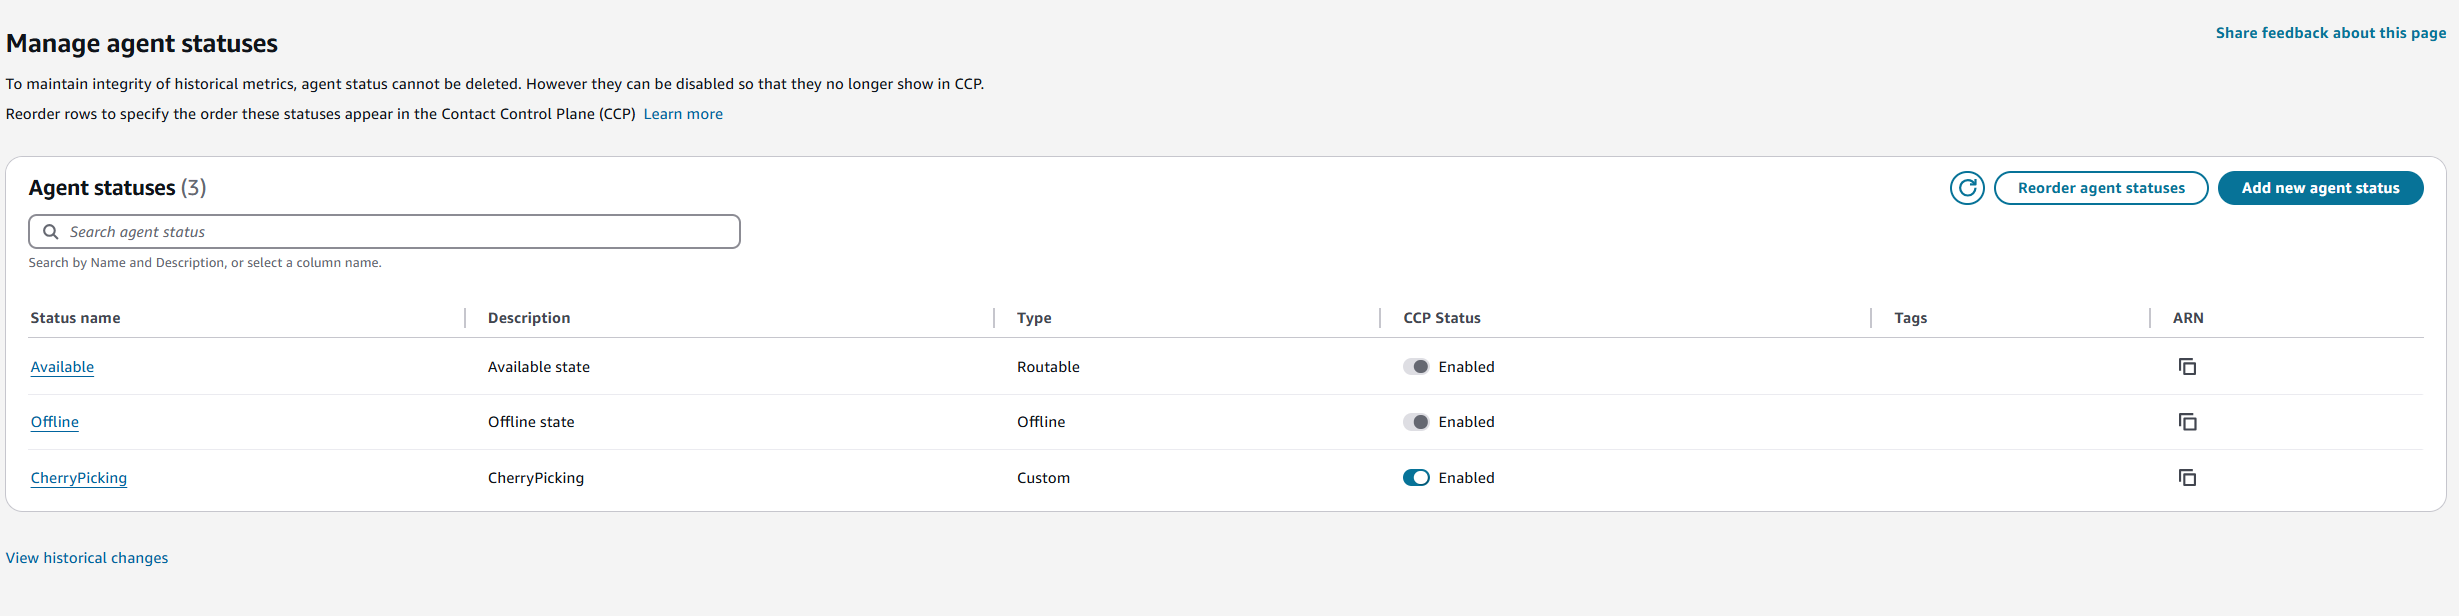 Manage agent statuses
Share feedback about this page
To maintain integrity of historical metrics, agent status cannot be deleted. However they can be disabled so that they no longer show in CCP.
Reorder rows to specify the order these statuses appear in the Contact Control Plane (CCP) Learn more
Agent statuses (3)
Reorder agent statuses
Add new agent status
Search agent status
Search by Name and Description, or select a column name.
Status name Description Type CCP Status Tags ARN
Available Available state Routable Enabled
Offline Offline state Offline Enabled
CherryPicking CherryPicking Custom Enabled
View historical changes